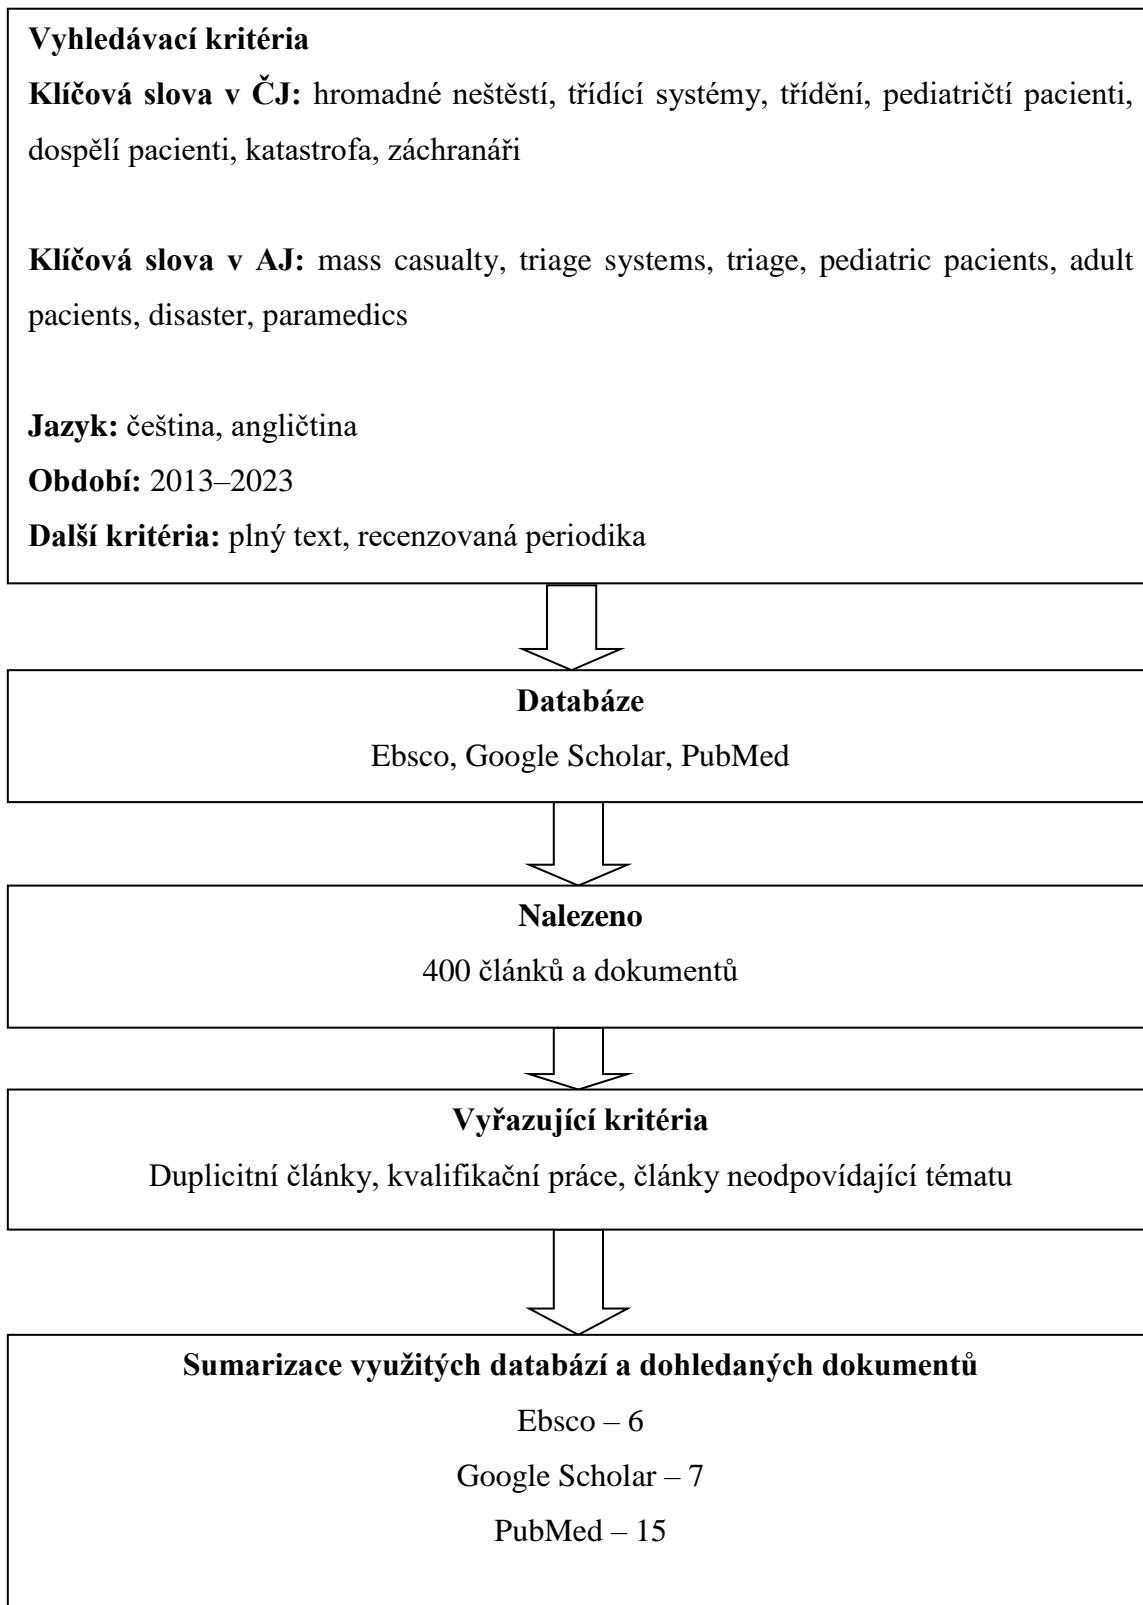 Vyhledávací kritéria
Klíčová slova v ČJ: hromadné neštěstí, třídící systémy, třídění, pediatričtí pacienti,
dospělí pacienti, katastrofa, záchranáři
Klíčová slova v AJ: mass casualty, triage systems, triage, pediatric pacients, adult
pacients, disaster, paramedics
Jazyk: čeština, angličtina
Období: 2013–2023
Další kritéria: plný text, recenzovaná periodika
Databáze
Ebsco, Google Scholar, PubMed
Nalezeno
400 článků a dokumentů
Vyřazující kritéria
Duplicitní články, kvalifikační práce, články neodpovídající tématu
Sumarizace využitých databází a dohledaných dokumentů
Ebsco – 6
Google Scholar – 7
PubMed – 15